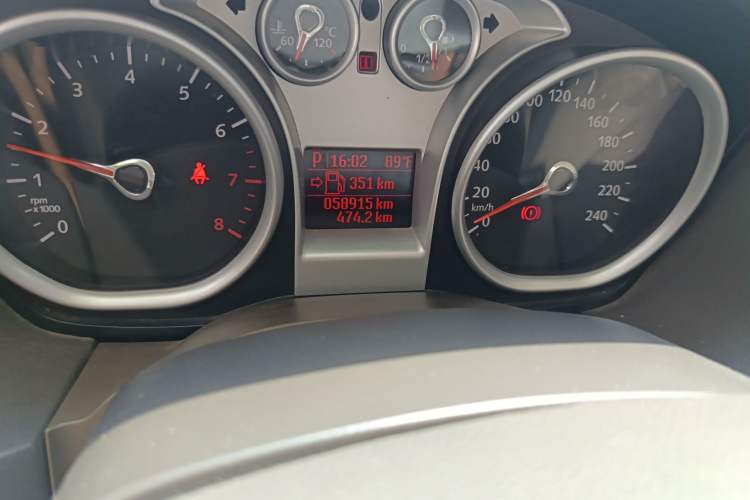 60 120 °C
0 1/2
0 1 2 3 4 5 6 7 8
rpm
x1000
P 16:02 89°F
351 km
058915 km
474.2 km
0 20 40 60 80 100 120 140 160 180 200 220 240
km/h